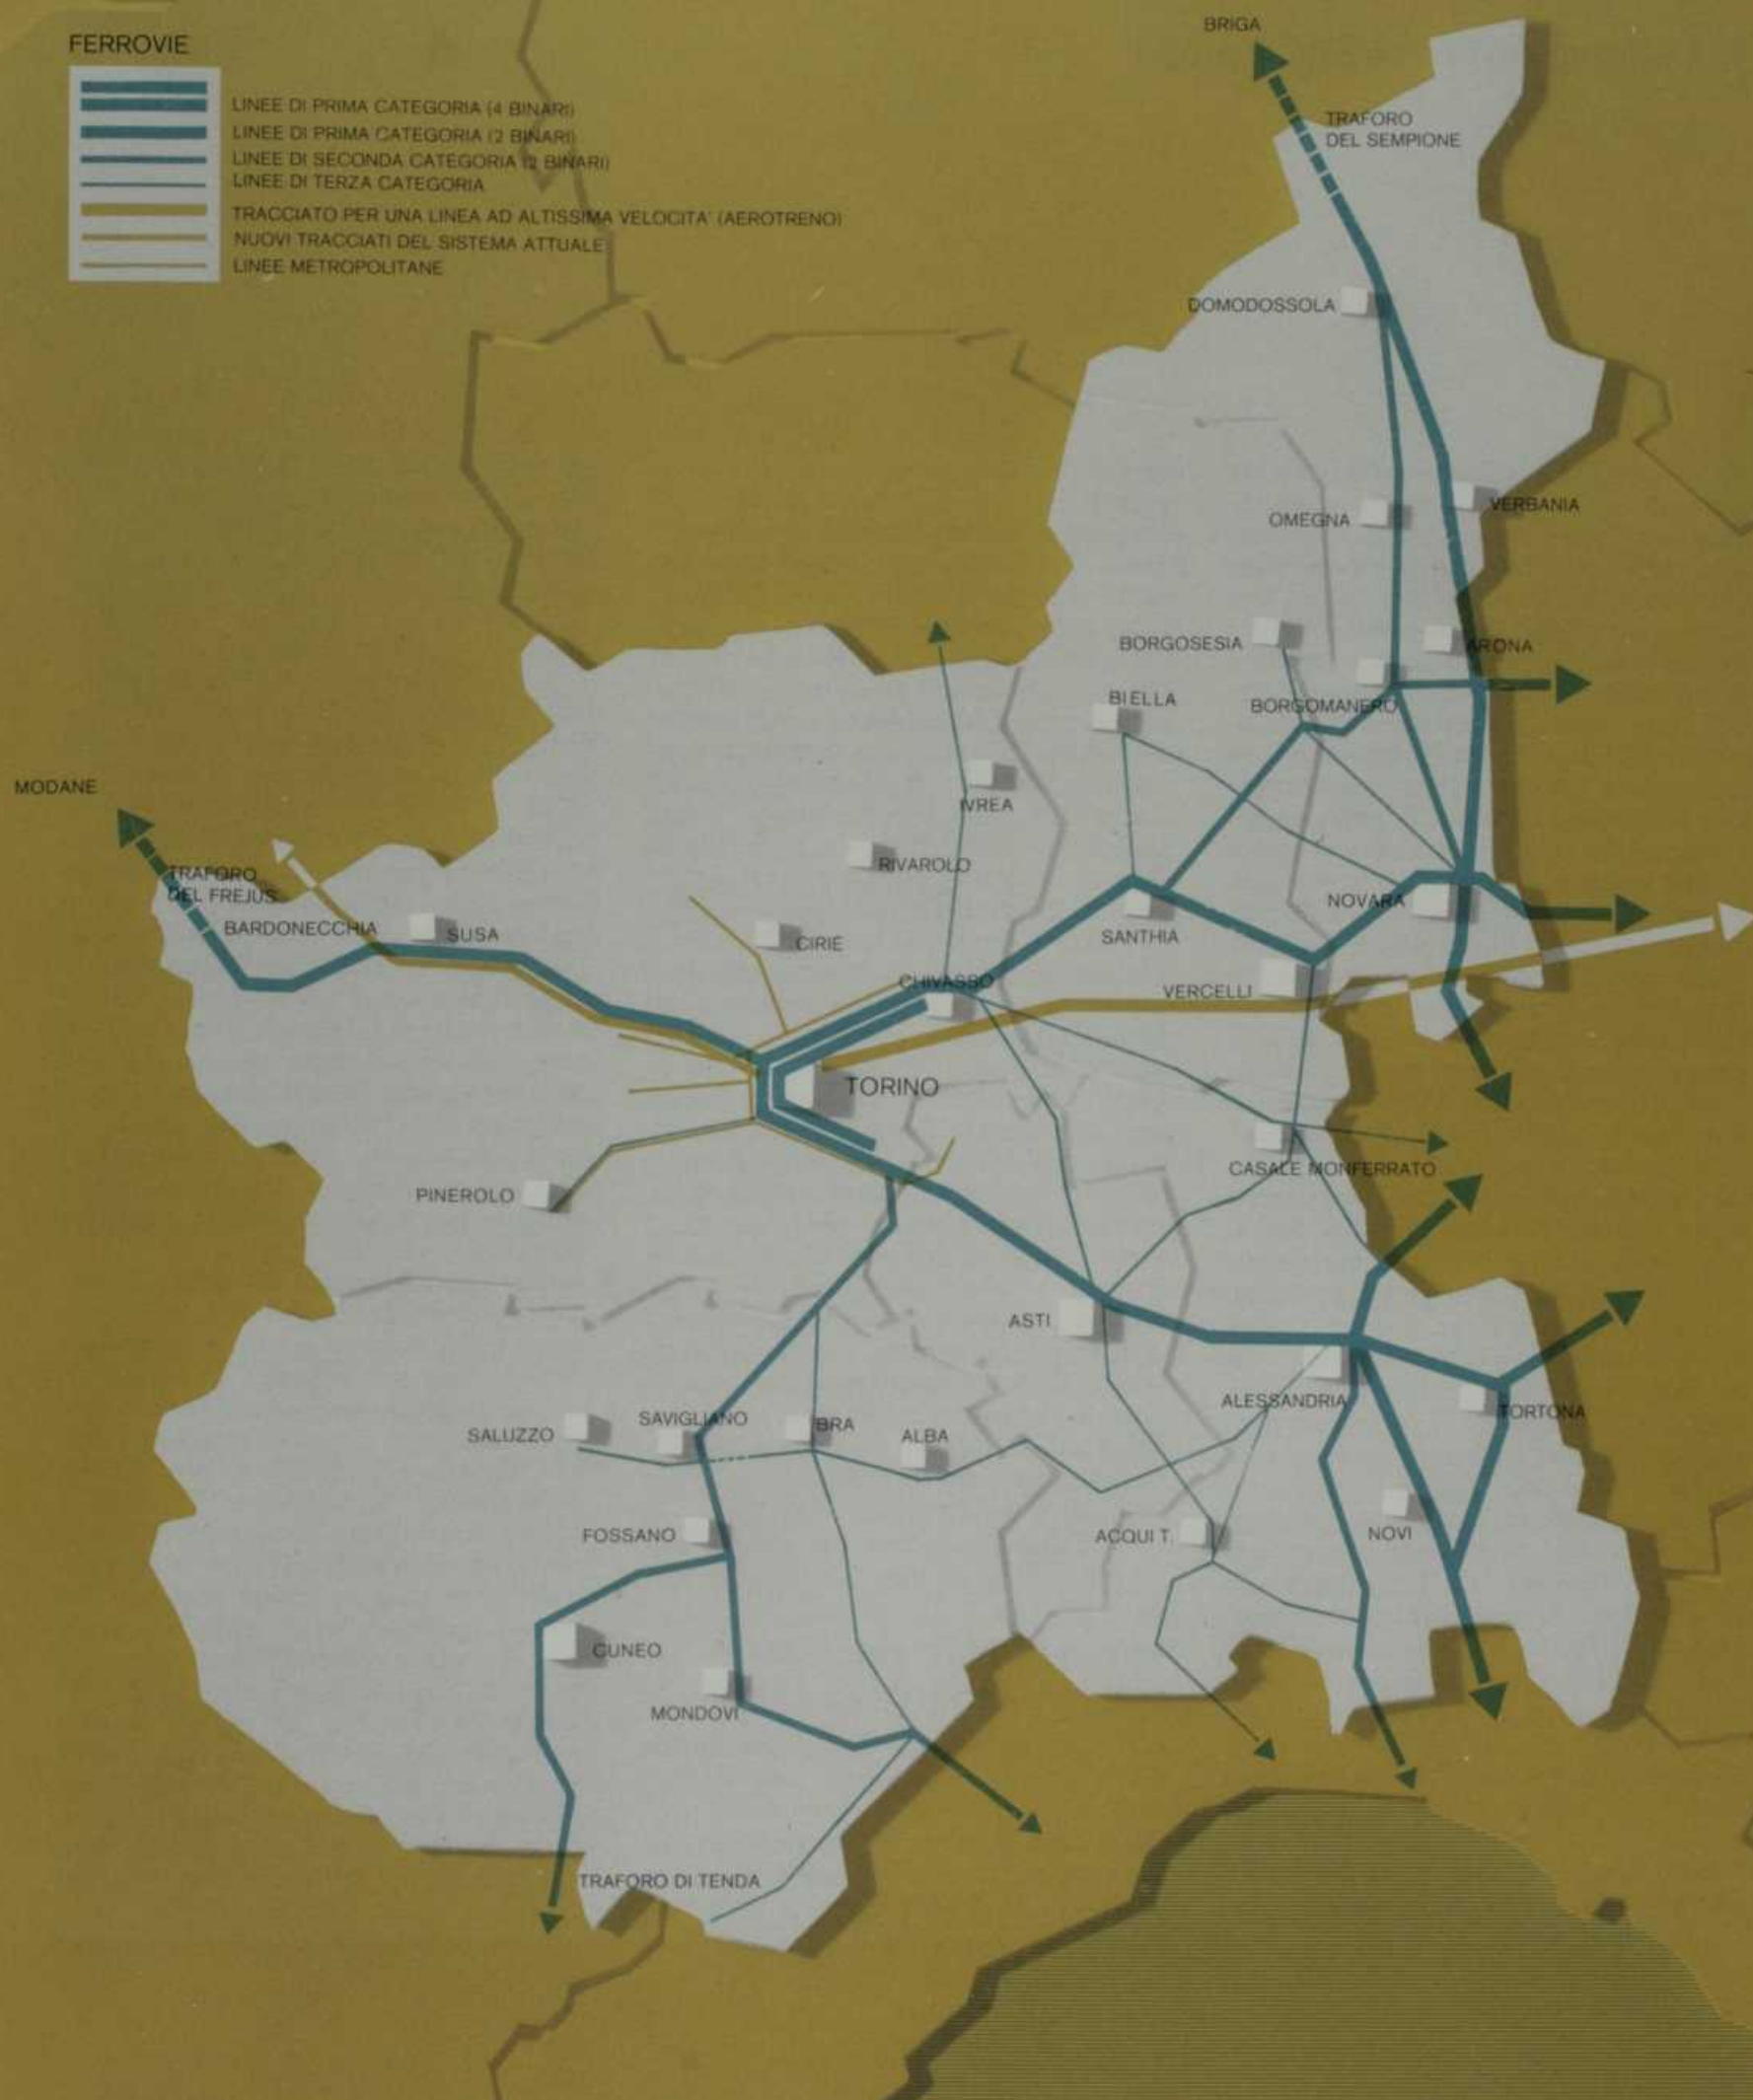 FERROVIE
LINEE DI PRIMA CATEGORIA (4 BINARI)
LINEE DI PRIMA CATEGORIA (2 BINARI)
LINEE DI SECONDA CATEGORIA (2 BINARI)
LINEE DI TERZA CATEGORIA
TRACCIATO PER UNA LINEA AD ALTISSIMA VELOCITA' (AEROTRENO)
NUOVI TRACCIATI DEL SISTEMA ATTUALE
LINEE METROPOLITANE
BRIGA
TRAFORO
DEL SEMPIONE
DOMODOSSOLA
VERBANIA
OMEGNA
BORGOSESIA
ARONA
BIELLA
BORGOMANERO
MODANE
IVREA
RIVAROLO
TRAFORO
DEL FREJUS
BARDONECCHIA
SUSA
CIRIE
NOVARA
SANTHIA
CHIVASSO
VERCELLI
TORINO
CASALE MONFERRATO
PINEROLO
ASTI
ALESSANDRIA
TORTONA
SALUZZO
SAVIGLIANO
BRA
ALBA
FOSSANO
ACQUI T.
NOVI
CUNEO
MONDOVI
TRAFORO DI TENDA